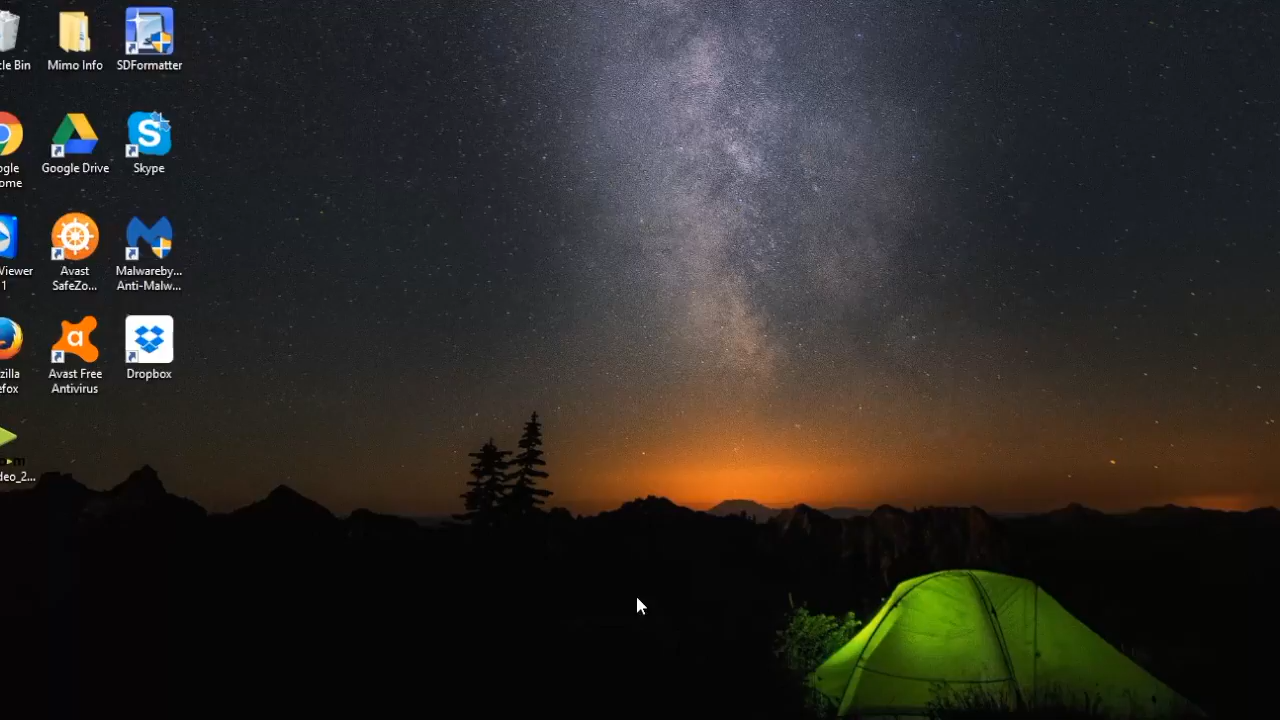 cle Bin
Mimo Info
SDFormatter
ogle
ome
Google Drive
Skype
Viewer
1
Avast
SafeZo...
Malwareby...
Anti-Malw...
zilla
efox
Avast Free
Antivirus
Dropbox
deo_2...